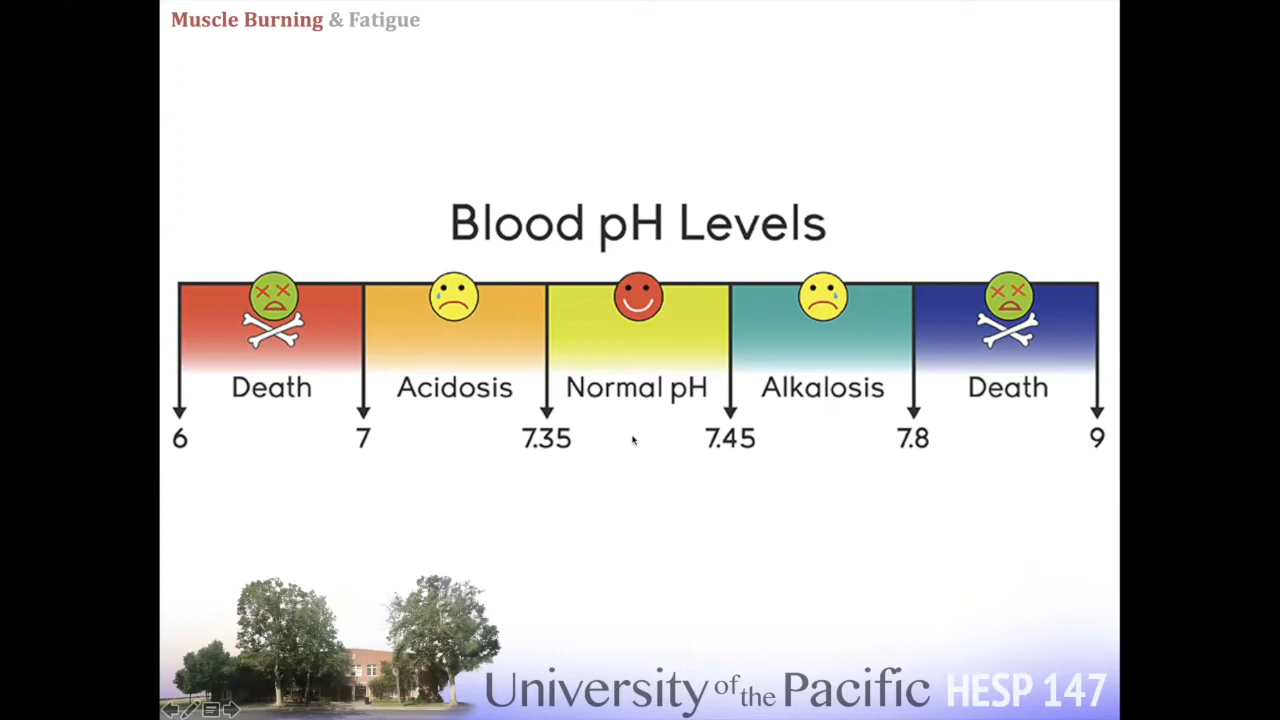 Muscle Burning & Fatigue
Blood pH Levels
Death Acidosis Normal pH Alkalosis Death
6 7 7.35 7.45 7.8 9
University of the Pacific HESP 147